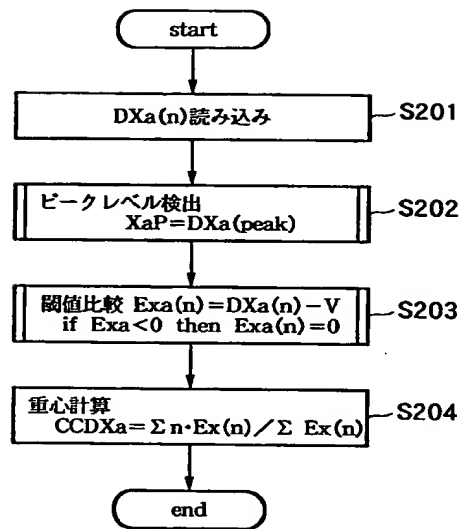 start
DXa(n)読み込み
S201
ピークレベル検出
XaP=DXa(peak)
S202
閾値比較 Exa(n)=DXa(n)−V
if Exa<0 then Exa(n)=0
S203
重心計算
CCDXa=Σn・Ex(n)／Σ Ex(n)
S204
end